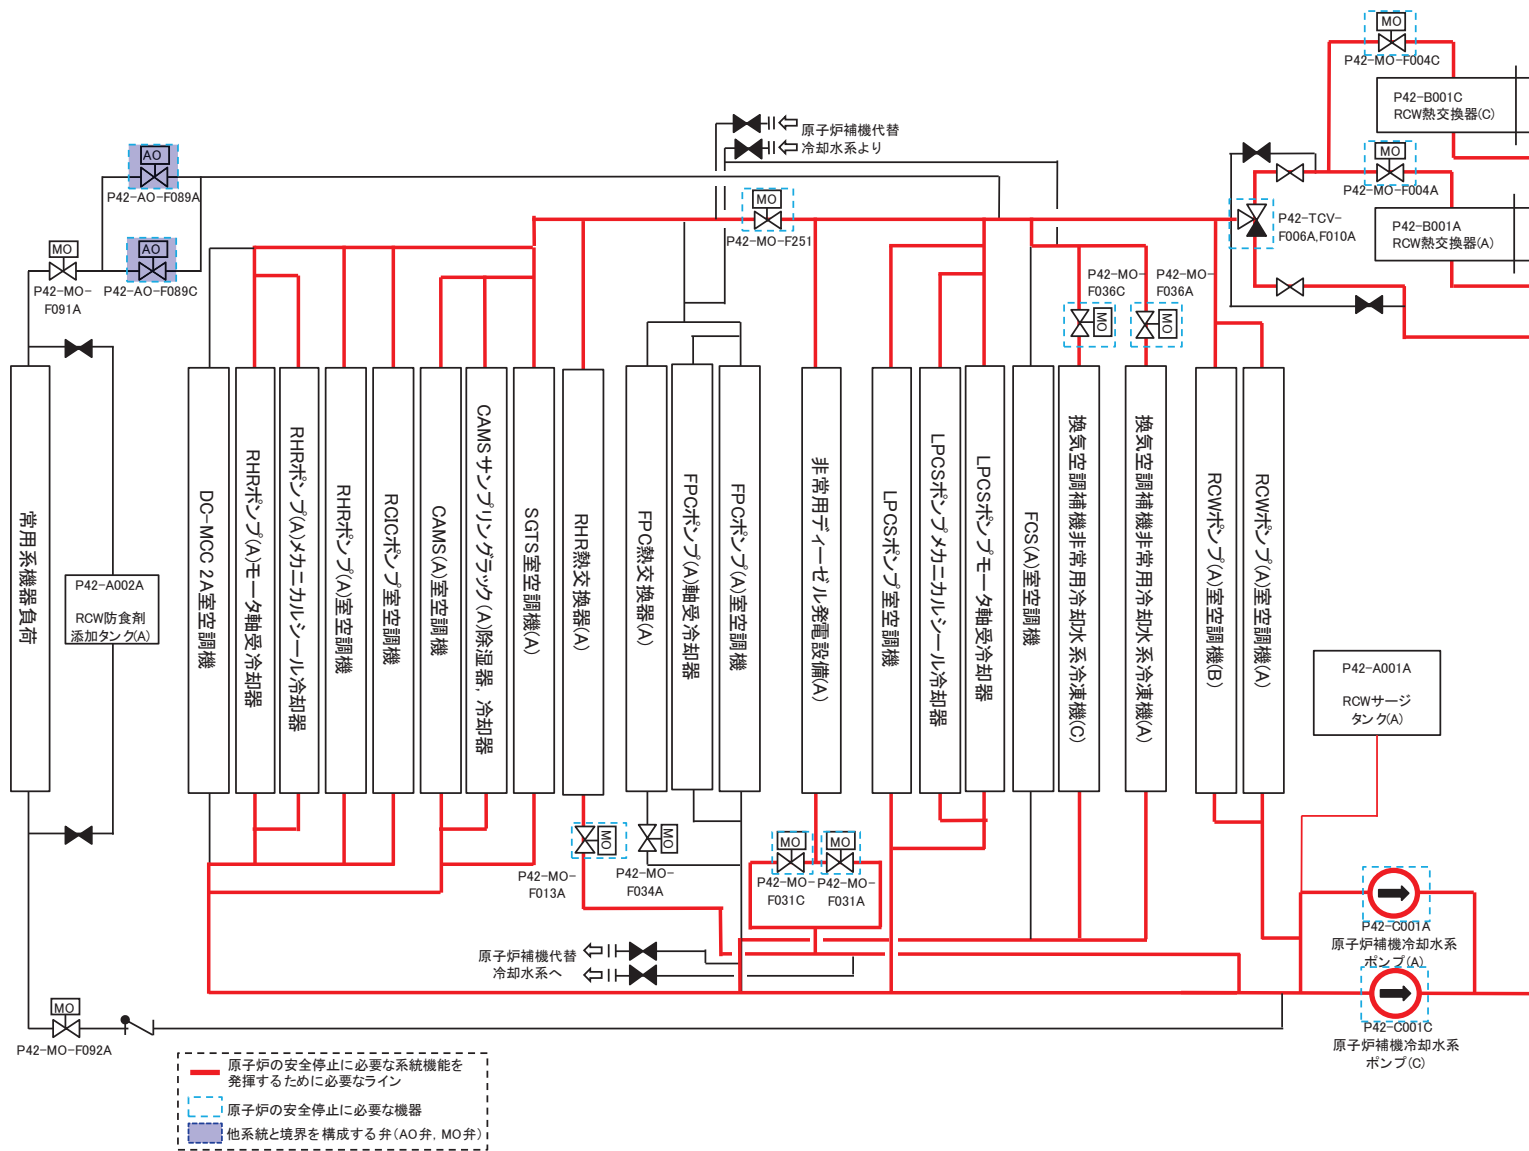 MO
P42-MO-F004C
P42-B001C
RCW熱交換器(C)
原子炉補機代替
冷却水系より
AO
P42-AO-F089A
MO
P42-MO-F004A
MO
P42-MO-F251
P42-TCV-
F006A,F010A
P42-B001A
RCW熱交換器(A)
MO
P42-MO-
F091A
AO
P42-AO-F089C
P42-MO-
F036C
MO
P42-MO-
F036A
MO
常用系機器負荷
P42-A002A
RCW防食剤
添加タンク(A)
DC-MCC 2A室空調機
RHRポンプ(A)モータ軸受冷却器
RHRポンプ(A)メカニカルシール冷却器
RHRポンプ(A)室空調機
RCICポンプ室空調機
CAMS(A)室空調機
CAMSサンプリングラック(A)除湿器, 冷却器
SGTS室空調機(A)
RHR熱交換器(A)
FPC熱交換器(A)
FPCポンプ(A)軸受冷却器
FPCポンプ(A)室空調機
非常用ディーゼル発電設備(A)
LPCSポンプ室空調機
LPCSポンプメカニカルシール冷却器
LPCSポンプモータ軸受冷却器
FCS(A)室空調機
換気空調補機非常用冷却水系冷凍機(C)
換気空調補機非常用冷却水系冷凍機(A)
RCWポンプ(A)室空調機(B)
RCWポンプ(A)室空調機(A)
P42-A001A
RCWサージ
タンク(A)
MO
P42-MO-
F013A
MO
P42-MO-
F034A
MO
P42-MO-
F031C
MO
P42-MO-
F031A
P42-C001A
原子炉補機冷却水系
ポンプ(A)
原子炉補機代替
冷却水系へ
P42-C001C
原子炉補機冷却水系
ポンプ(C)
MO
P42-MO-F092A
原子炉の安全停止に必要な系統機能を
発揮するために必要なライン
原子炉の安全停止に必要な機器
他系統と境界を構成する弁(AO弁, MO弁)